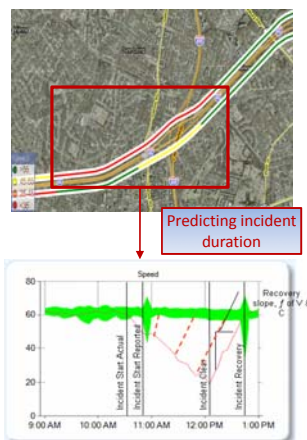 Predicting incident
duration
Speed
80
60
40
20
0
Incident Start Actual
Incident Start Reported
Incident Clear
Incident Recovery
Recovery
slope, f of V &
C
9:00 AM
10:00 AM
11:00 AM
12:00 PM
1:00 PM